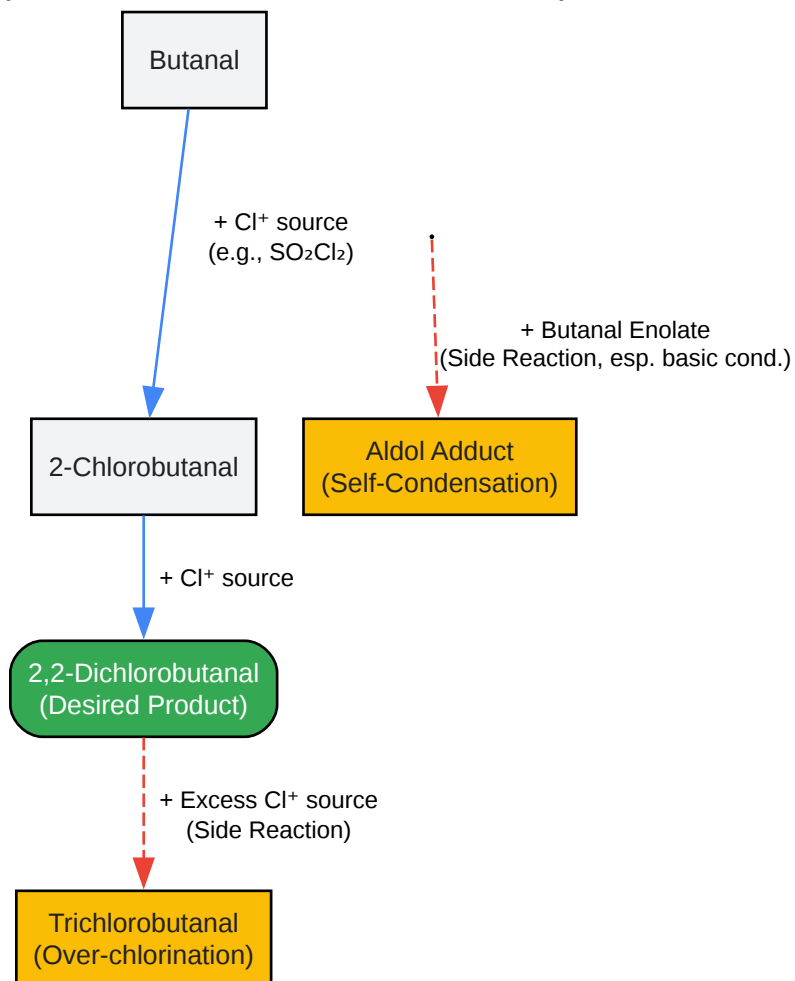 Butanal
+ Cl⁺ source
(e.g., SO₂Cl₂)
+ Butanal Enolate
(Side Reaction, esp. basic cond.)
2-Chlorobutanal
Aldol Adduct
(Self-Condensation)
+ Cl⁺ source
2,2-Dichlorobutanal
(Desired Product)
+ Excess Cl⁺ source
(Side Reaction)
Trichlorobutanal
(Over-chlorination)